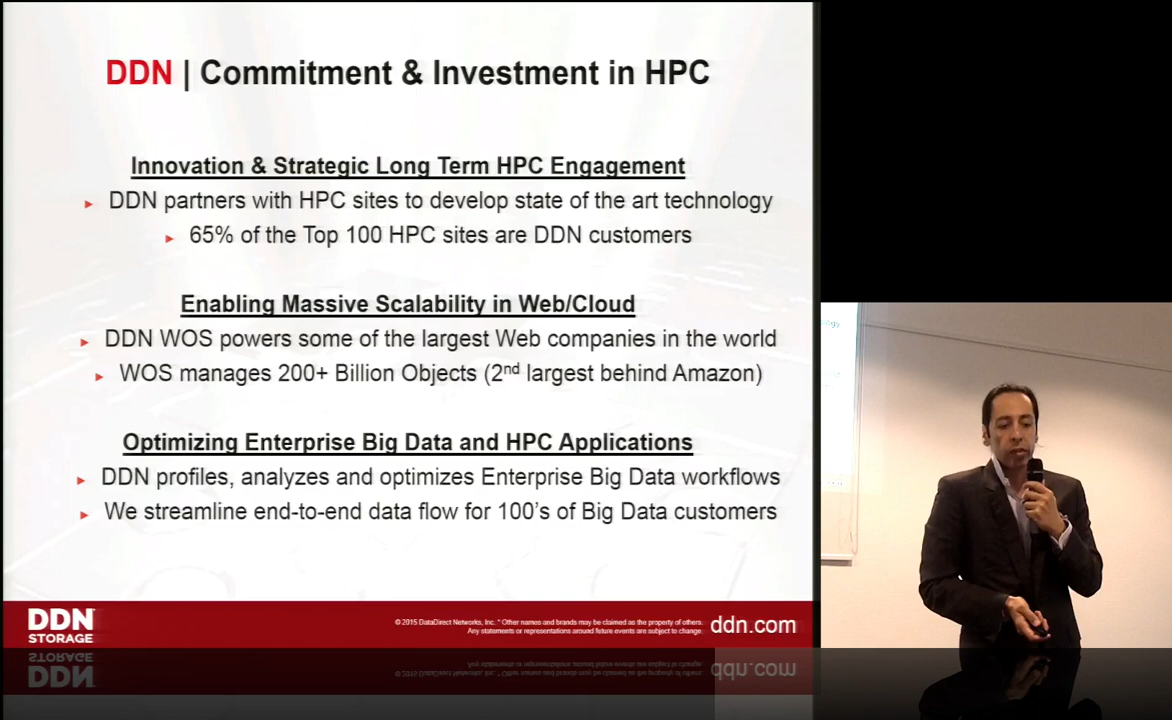 DDN | Commitment & Investment in HPC
Innovation & Strategic Long Term HPC Engagement
► DDN partners with HPC sites to develop state of the art technology
► 65% of the Top 100 HPC sites are DDN customers
Enabling Massive Scalability in Web/Cloud
► DDN WOS powers some of the largest Web companies in the world
► WOS manages 200+ Billion Objects (2nd largest behind Amazon)
Optimizing Enterprise Big Data and HPC Applications
► DDN profiles, analyzes and optimizes Enterprise Big Data workflows
► We streamline end-to-end data flow for 100's of Big Data customers
DDN
STORAGE
© 2015 DataDirect Networks, Inc. * Other names and brands may be claimed as the property of others.
Any statements or representations around future events are subject to change.
ddn.com